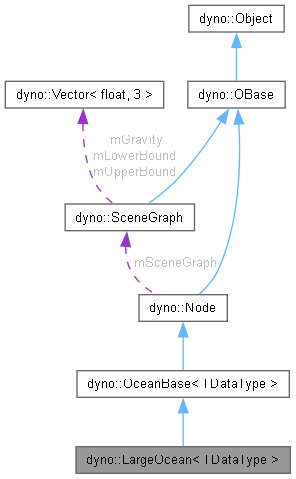 dyno::Object
dyno::Vector< float, 3 >
dyno::OBase
mGravity
mLowerBound
mUpperBound
dyno::SceneGraph
mSceneGraph
dyno::Node
dyno::OceanBase< TDataType >
dyno::LargeOcean< TDataType >